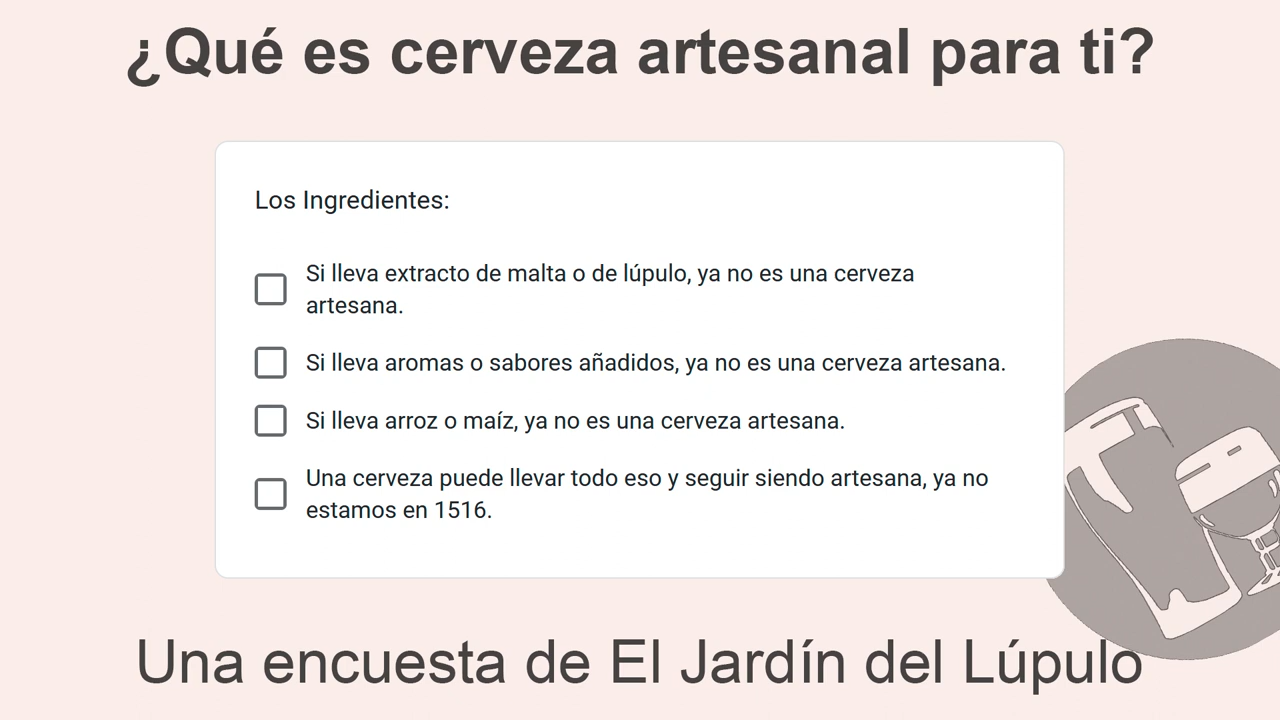 ¿Qué es cerveza artesanal para ti?
Los Ingredientes:
Si lleva extracto de malta o de lúpulo, ya no es una cerveza
artesana.
Si lleva aromas o sabores añadidos, ya no es una cerveza artesana.
Si lleva arroz o maíz, ya no es una cerveza artesana.
Una cerveza puede llevar todo eso y seguir siendo artesana, ya no
estamos en 1516.
Una encuesta de El Jardín del Lúpulo